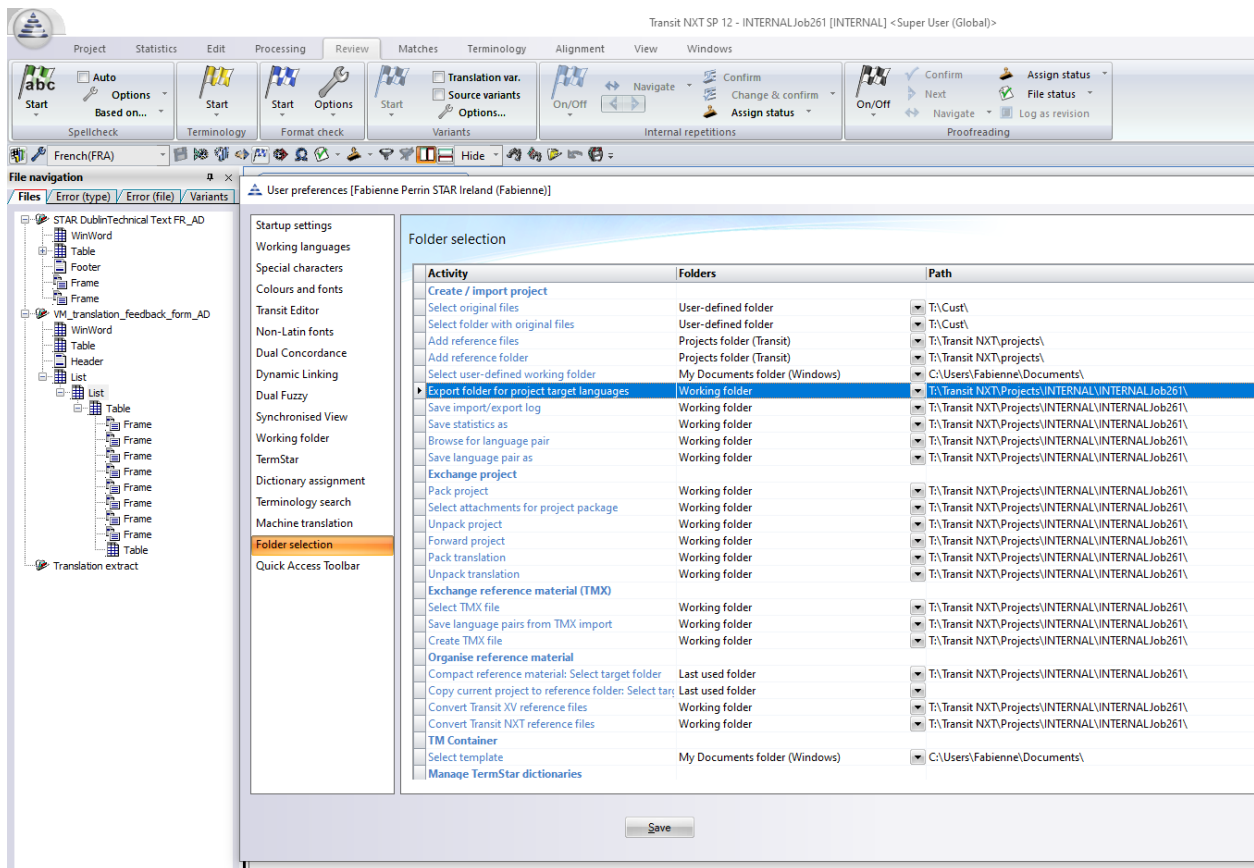 Transit NXT SP 12 - INTERNALJob261 [INTERNAL] <Super User (Global)>
Project Statistics Edit Processing Review Matches Terminology Alignment View Windows
abc Start Auto Options Based on... Spellcheck
Start Terminology
Start Options Format check
Start Translation var. Source variants Options... Variants
On/Off Navigate Confirm Change & confirm Assign status Internal repetitions
On/Off Confirm Next Navigate Assign status File status Log as revision Proofreading
French(FRA) Hide
File navigation
Files Error (type) Error (file) Variants
STAR DublinTechnical Text FR_AD
WinWord
Table
Footer
Frame
Frame
VM_translation_feedback_form_AD
WinWord
Table
Header
List
List
Table
Frame
Frame
Frame
Frame
Frame
Frame
Frame
Frame
Table
Translation extract
User preferences [Fabienne Perrin STAR Ireland (Fabienne)]
Startup settings
Working languages
Special characters
Colours and fonts
Transit Editor
Non-Latin fonts
Dual Concordance
Dynamic Linking
Dual Fuzzy
Synchronised View
Working folder
TermStar
Dictionary assignment
Terminology search
Machine translation
Folder selection
Quick Access Toolbar
Folder selection
Activity Folders Path
Create / import project
Select original files User-defined folder T:\Cust\
Select folder with original files User-defined folder T:\Cust\
Add reference files Projects folder (Transit) T:\Transit NXT\projects\
Add reference folder Projects folder (Transit) T:\Transit NXT\projects\
Select user-defined working folder My Documents folder (Windows) C:\Users\Fabienne\Documents\
Export folder for project target languages Working folder T:\Transit NXT\Projects\INTERNAL\INTERNALJob261\
Save import/export log Working folder T:\Transit NXT\Projects\INTERNAL\INTERNALJob261\
Save statistics as Working folder T:\Transit NXT\Projects\INTERNAL\INTERNALJob261\
Browse for language pair Working folder T:\Transit NXT\Projects\INTERNAL\INTERNALJob261\
Save language pair as Working folder T:\Transit NXT\Projects\INTERNAL\INTERNALJob261\
Exchange project
Pack project Working folder T:\Transit NXT\Projects\INTERNAL\INTERNALJob261\
Select attachments for project package Working folder T:\Transit NXT\Projects\INTERNAL\INTERNALJob261\
Unpack project Working folder T:\Transit NXT\Projects\INTERNAL\INTERNALJob261\
Forward project Working folder T:\Transit NXT\Projects\INTERNAL\INTERNALJob261\
Pack translation Working folder T:\Transit NXT\Projects\INTERNAL\INTERNALJob261\
Unpack translation Working folder T:\Transit NXT\Projects\INTERNAL\INTERNALJob261\
Exchange reference material (TMX)
Select TMX file Working folder T:\Transit NXT\Projects\INTERNAL\INTERNALJob261\
Save language pairs from TMX import Working folder T:\Transit NXT\Projects\INTERNAL\INTERNALJob261\
Create TMX file Working folder T:\Transit NXT\Projects\INTERNAL\INTERNALJob261\
Organise reference material
Compact reference material: Select target folder Last used folder T:\Transit NXT\Projects\INTERNAL\INTERNALJob261\
Copy current project to reference folder: Select tar Last used folder
Convert Transit XV reference files Working folder T:\Transit NXT\Projects\INTERNAL\INTERNALJob261\
Convert Transit NXT reference files Working folder T:\Transit NXT\Projects\INTERNAL\INTERNALJob261\
TM Container
Select template My Documents folder (Windows) C:\Users\Fabienne\Documents\
Manage TermStar dictionaries
Save